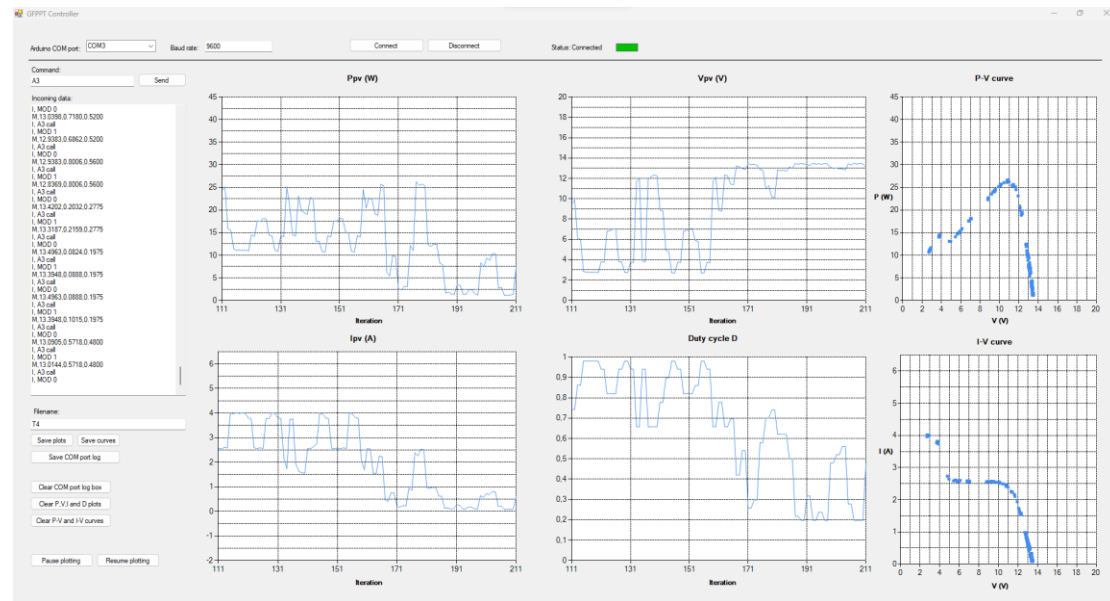 GFPPT Controller
Arduino COM port: COM3 Baud rate: 9600 Connect Disconnect Status: Connected
Command:
A3 Send
Incoming data:
I, MOD 0
M,13.0398,0.7180,0.5200
I, A3 call
I, MOD 1
M,12.9383,0.6862,0.5200
I, A3 call
I, MOD 0
M,12.9383,0.8006,0.5600
I, A3 call
I, MOD 1
M,12.8369,0.8006,0.5600
I, A3 call
I, MOD 0
M,13.4202,0.2032,0.2775
I, A3 call
I, MOD 1
M,13.3187,0.2159,0.2775
I, A3 call
I, MOD 0
M,13.4963,0.0824,0.1975
I, A3 call
I, MOD 1
M,13.3948,0.0888,0.1975
I, A3 call
I, MOD 0
M,13.4963,0.0888,0.1975
I, A3 call
I, MOD 1
M,13.3948,0.1015,0.1975
I, A3 call
I, MOD 0
M,13.0905,0.5718,0.4800
I, A3 call
I, MOD 1
M,13.0144,0.5718,0.4800
I, A3 call
I, MOD 0
Filename:
T4
Save plots Save curves
Save COM port log
Clear COM port log box
Clear P,V,I and D plots
Clear P-V and I-V curves
Pause plotting Resume plotting
Ppv (W)
45
40
35
30
25
20
15
10
5
0
111 131 151 171 191 211
Iteration
Vpv (V)
20
18
16
14
12
10
8
6
4
2
0
111 131 151 171 191 211
Iteration
P-V curve
45
40
35
30
25
P (W)
20
15
10
5
0
0 2 4 6 8 10 12 14 16 18 20
V (V)
Ipv (A)
6
5
4
3
2
1
0
-1
-2
111 131 151 171 191 211
Iteration
Duty cycle D
1
0,9
0,8
0,7
0,6
0,5
0,4
0,3
0,2
0,1
0
111 131 151 171 191 211
Iteration
I-V curve
6
5
4
I (A)
3
2
1
0
0 2 4 6 8 10 12 14 16 18 20
V (V)